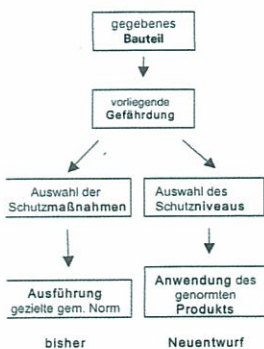 gegebenes
Bauteil
vorliegende
Gefährdung
Auswahl der
Schutzmaßnahmen
Auswahl des
Schutzniveaus
Ausführung
gezielte gem. Norm
Anwendung des
genormten
Produkts
bisher
Neuentwurf